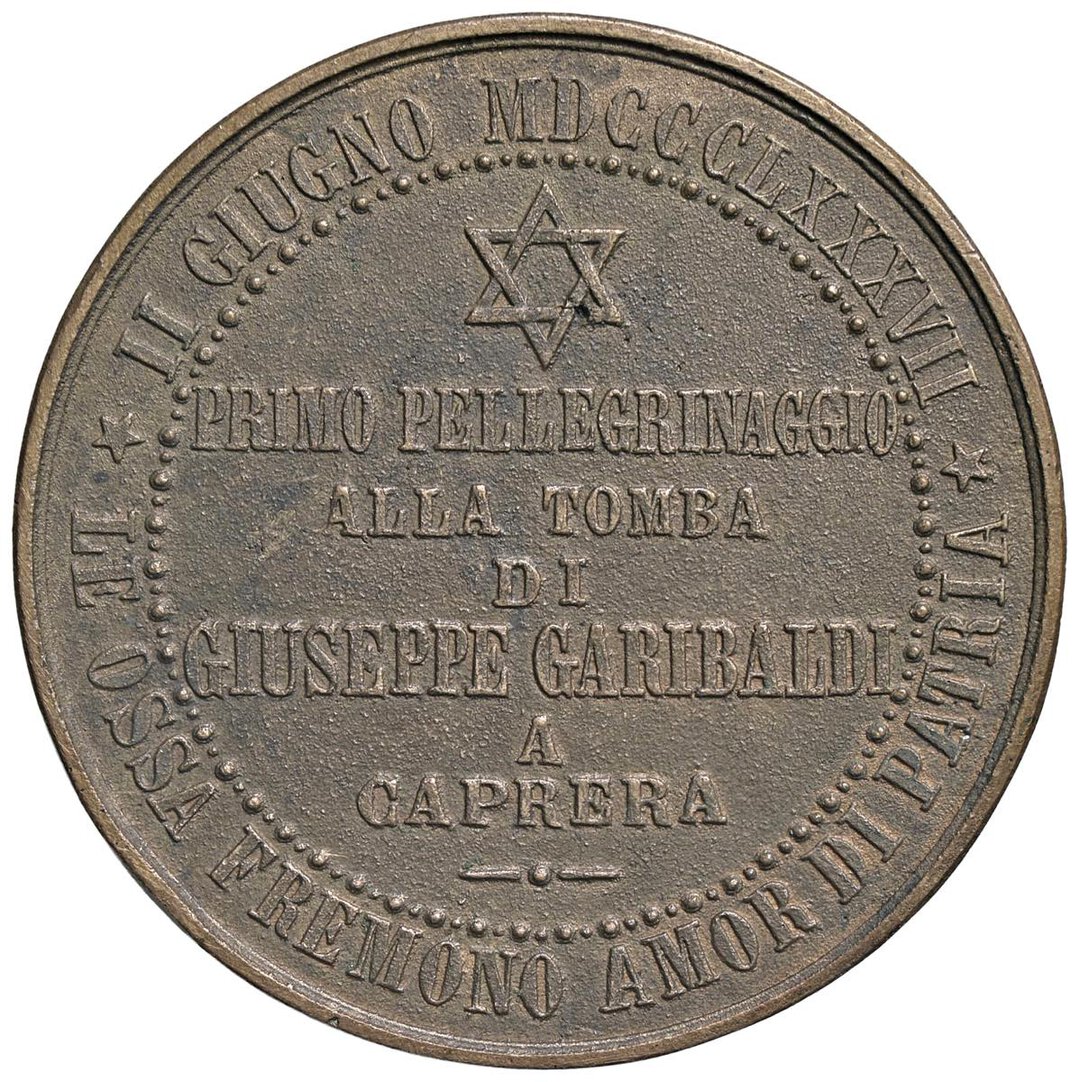 II GIUGNO MDCCCLXXXVII
PRIMO PELLEGRINAGGIO
ALLA TOMBA
DI
GIUSEPPE GARIBALDI
A
CAPRERA
LE OSSA FREMONO AMOR DI PATRIA